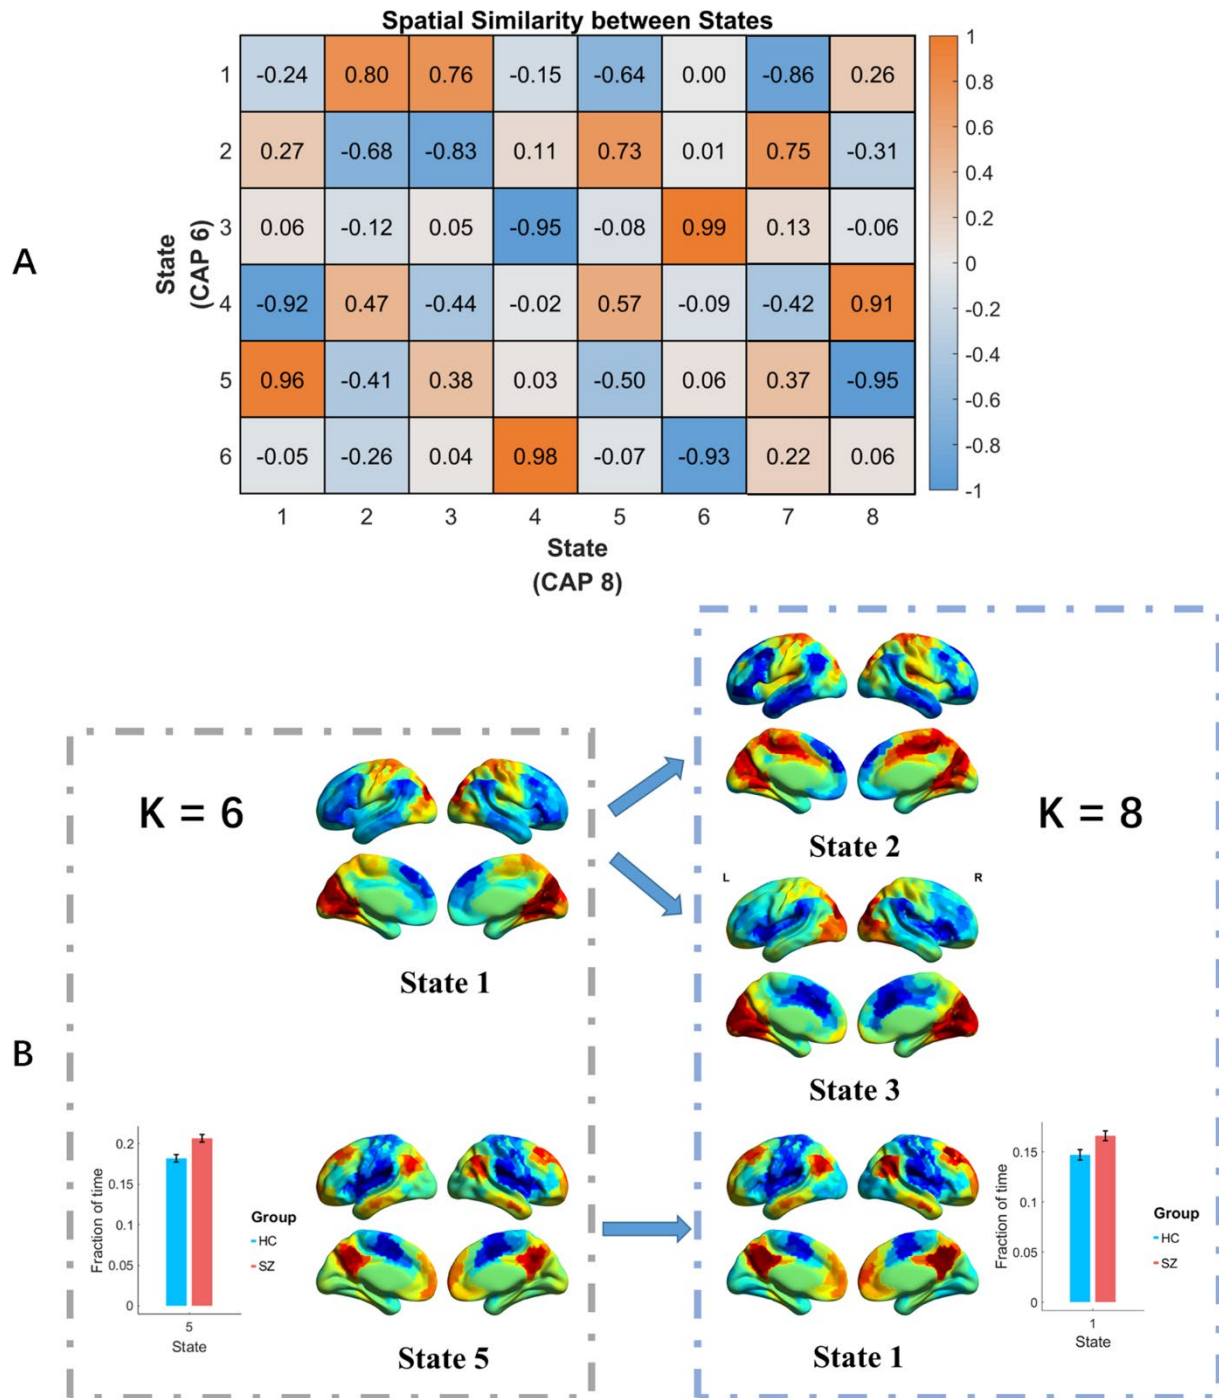 Spatial Similarity between States
A
State
(CAP 6)
1 -0.24 0.80 0.76 -0.15 -0.64 0.00 -0.86 0.26
2 0.27 -0.68 -0.83 0.11 0.73 0.01 0.75 -0.31
3 0.06 -0.12 0.05 -0.95 -0.08 0.99 0.13 -0.06
4 -0.92 0.47 -0.44 -0.02 0.57 -0.09 -0.42 0.91
5 0.96 -0.41 0.38 0.03 -0.50 0.06 0.37 -0.95
6 -0.05 -0.26 0.04 0.98 -0.07 -0.93 0.22 0.06
1 2 3 4 5 6 7 8
State
(CAP 8)
1
0.8
0.6
0.4
0.2
0
-0.2
-0.4
-0.6
-0.8
-1
B
K = 6
State 1
K = 8
State 2
L R
State 3
Fraction of time
0.2
0.15
0.1
0.05
0
5
State
Group
HC
SZ
State 5
State 1
Fraction of time
0.15
0.1
0.05
0
1
State
Group
HC
SZ